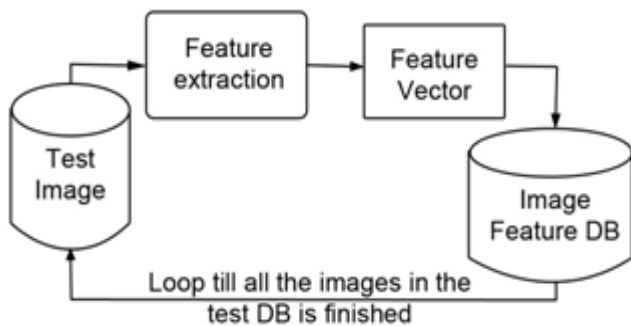 Feature
extraction
Feature
Vector
Test
Image
Image
Feature DB
Loop till all the images in the
test DB is finished